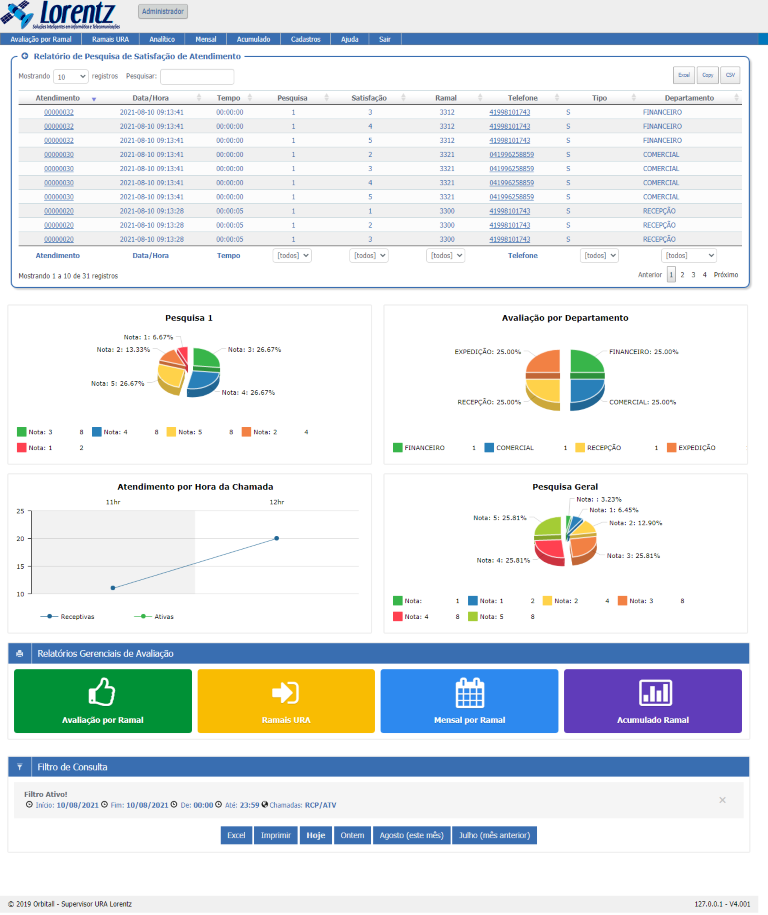 Lorentz
Soluções Inteligentes em Informática e Telecomunicações
Administrador
Avaliação por Ramal Ramais URA Analítico Mensal Acumulado Cadastros Ajuda Sair
Relatório de Pesquisa de Satisfação de Atendimento
Mostrando 10 registros Pesquisar: Excel Copy CSV
Atendimento Data/Hora Tempo Pesquisa Satisfação Ramal Telefone Tipo Departamento
00000032 2021-08-10 09:13:41 00:00:00 1 3 3312 41998101743 S FINANCEIRO
00000032 2021-08-10 09:13:41 00:00:00 1 4 3312 41998101743 S FINANCEIRO
00000032 2021-08-10 09:13:41 00:00:00 1 5 3312 41998101743 S FINANCEIRO
00000030 2021-08-10 09:13:41 00:00:00 1 2 3321 041996258859 S COMERCIAL
00000030 2021-08-10 09:13:41 00:00:00 1 3 3321 041996258859 S COMERCIAL
00000030 2021-08-10 09:13:41 00:00:00 1 4 3321 041996258859 S COMERCIAL
00000030 2021-08-10 09:13:41 00:00:00 1 5 3321 041996258859 S COMERCIAL
00000020 2021-08-10 09:13:28 00:00:05 1 1 3300 41998101743 S RECEPÇÃO
00000020 2021-08-10 09:13:28 00:00:05 1 2 3300 41998101743 S RECEPÇÃO
00000020 2021-08-10 09:13:28 00:00:05 1 3 3300 41998101743 S RECEPÇÃO
Atendimento Data/Hora Tempo [todos] [todos] [todos] Telefone [todos] [todos]
Mostrando 1 a 10 de 31 registros Anterior 1 2 3 4 Próximo
Pesquisa 1
Nota: 1: 6.67%
Nota: 2: 13.33% Nota: 3: 26.67%
Nota: 5: 26.67%
Nota: 4: 26.67%
Nota: 3 8 Nota: 4 8 Nota: 5 8 Nota: 2 4
Nota: 1 2
Avaliação por Departamento
EXPEDIÇÃO: 25.00% FINANCEIRO: 25.00%
RECEPÇÃO: 25.00% COMERCIAL: 25.00%
FINANCEIRO 1 COMERCIAL 1 RECEPÇÃO 1 EXPEDIÇÃO
Atendimento por Hora da Chamada
11hr 12hr
25
20
15
10
Receptivas Ativas
Pesquisa Geral
Nota: : 3.23%
Nota: 1: 6.45%
Nota: 5: 25.81% Nota: 2: 12.90%
Nota: 4: 25.81% Nota: 3: 25.81%
Nota: 1 Nota: 1 2 Nota: 2 4 Nota: 3 8
Nota: 4 8 Nota: 5 8
Relatórios Gerenciais de Avaliação
Avaliação por Ramal Ramais URA Mensal por Ramal Acumulado Ramal
Filtro de Consulta
Filtro Ativo!
Início: 10/08/2021 Fim: 10/08/2021 De: 00:00 Até: 23:59 Chamadas: RCP/ATV
Excel Imprimir Hoje Ontem Agosto (este mês) Julho (mês anterior)
© 2019 Orbitall - Supervisor URA Lorentz 127.0.0.1 - V4.001